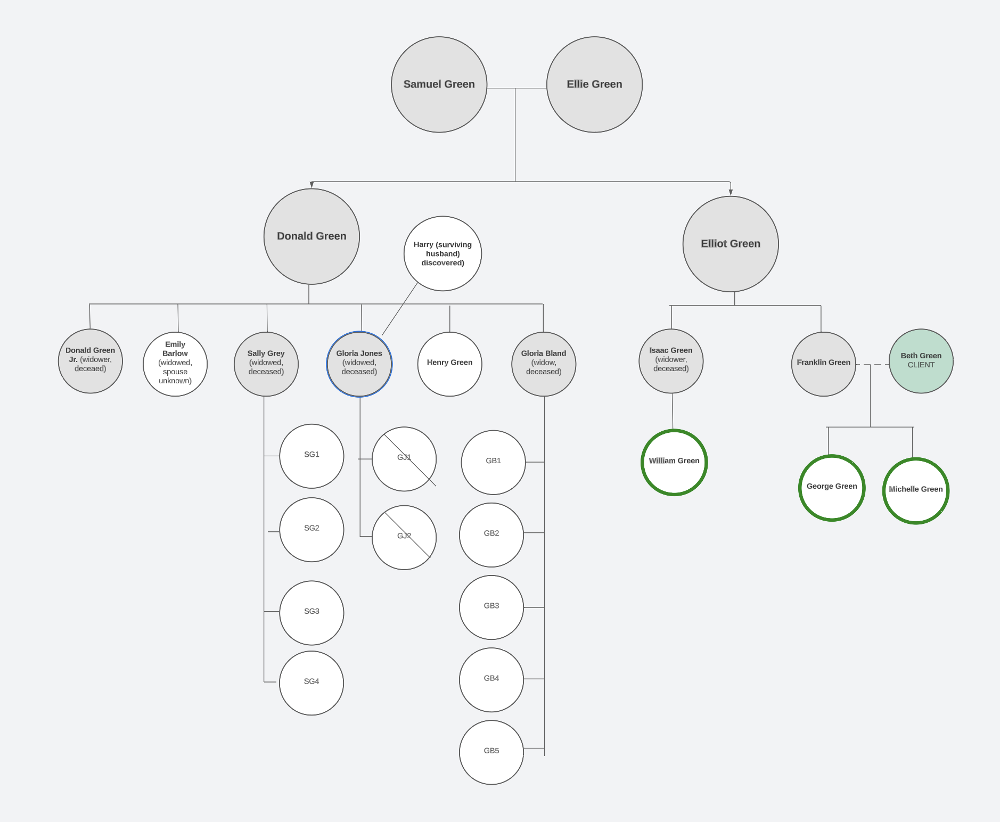 Samuel Green
Ellie Green
Donald Green
Harry (surviving
husband)
discovered)
Elliot Green
Donald Green
Jr. (widower,
deceaed)
Emily
Barlow
(widowed,
spouse
unknown)
Sally Grey
(widowed,
deceased)
Gloria Jones
(widowed,
deceased)
Henry Green
Gloria Bland
(widow,
deceased)
Isaac Green
(widower,
deceased)
Franklin Green
Beth Green
CLIENT
SG1
GJ1
GB1
William Green
George Green
Michelle Green
SG2
GJ2
GB2
SG3
GB3
SG4
GB4
GB5